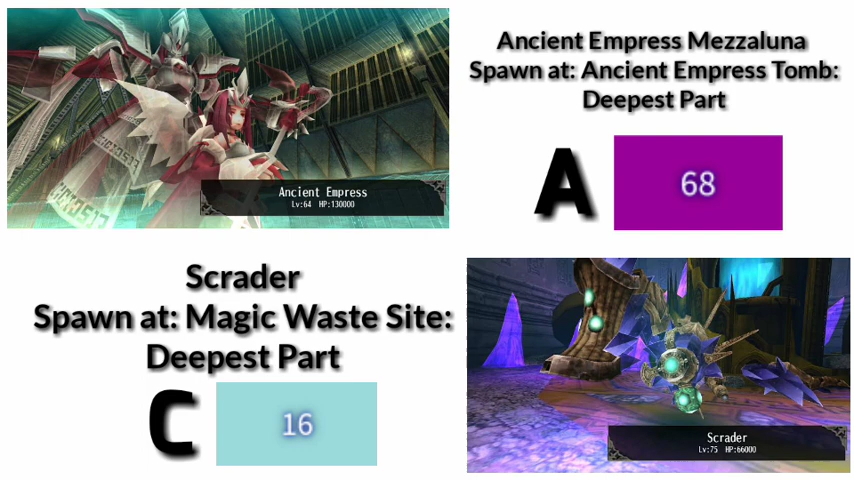 Ancient Empress
Lv:64 HP:130000
Ancient Empress Mezzaluna
Spawn at: Ancient Empress Tomb:
Deepest Part
A
68
Scrader
Spawn at: Magic Waste Site:
Deepest Part
C
16
Scrader
Lv:75 HP:66000